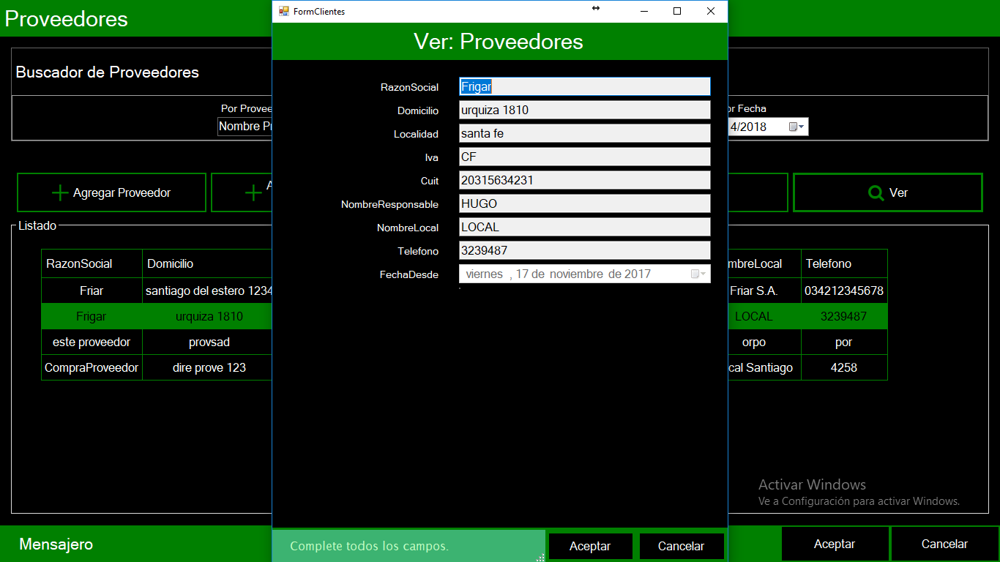 Proveedores
FormClientes
Ver: Proveedores
Buscador de Proveedores
Por Provee
Nombre Pr
Fecha
4/2018
RazonSocial Frigar
Domicilio urquiza 1810
Localidad santa fe
Iva CF
Cuit 20315634231
NombreResponsable HUGO
NombreLocal LOCAL
Telefono 3239487
FechaDesde viernes , 17 de noviembre de 2017
Agregar Proveedor
Ver
Listado
RazonSocial Domicilio mbreLocal Telefono
Friar santiago del estero 1234 Friar S.A. 034212345678
Frigar urquiza 1810 LOCAL 3239487
este proveedor provsad orpo por
CompraProveedor dire prove 123 cal Santiago 4258
Activar Windows
Ve a Configuración para activar Windows.
Mensajero
Complete todos los campos.
Aceptar
Cancelar
Aceptar
Cancelar